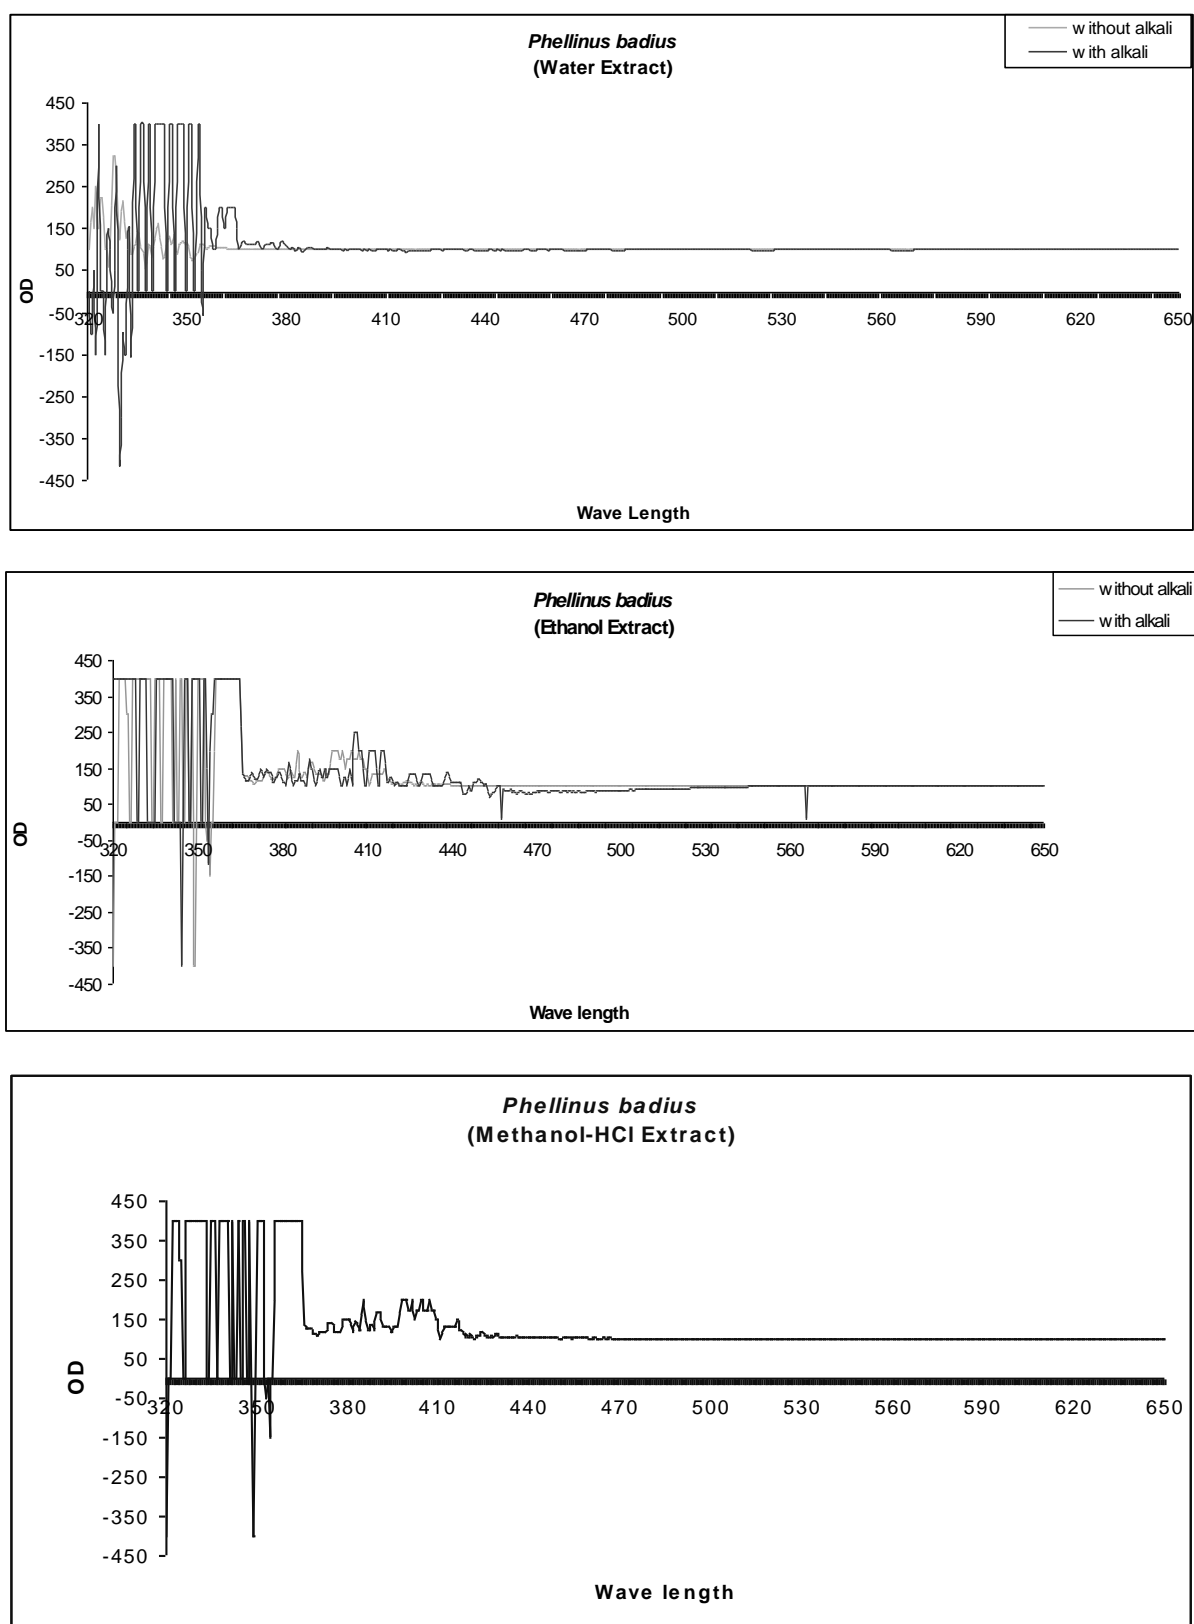 Phellinus badius
(Water Extract)
without alkali
with alkali
450
350
250
150
50
-50
-150
-250
-350
-450
OD
320 350 380 410 440 470 500 530 560 590 620 650
Wave Length
Phellinus badius
(Ethanol Extract)
without alkali
with alkali
450
350
250
150
50
-50
-150
-250
-350
-450
OD
320 350 380 410 440 470 500 530 560 590 620 650
Wave length
Phellinus badius
(Methanol-HCl Extract)
450
350
250
150
50
-50
-150
-250
-350
-450
OD
320 350 380 410 440 470 500 530 560 590 620 650
Wave length